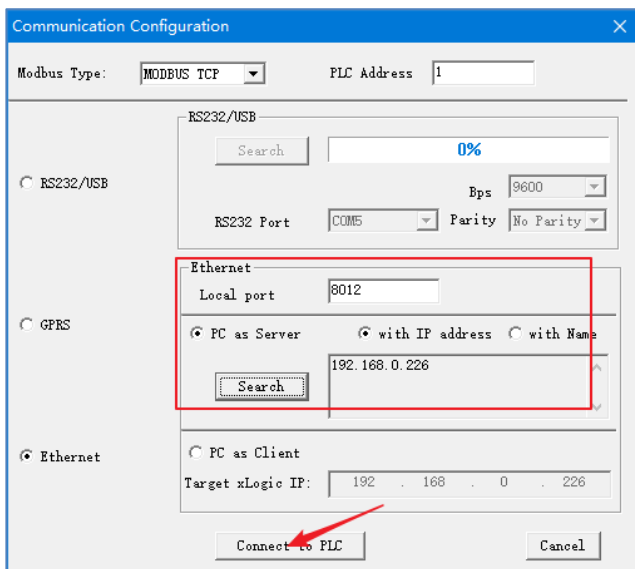 Communication Configuration
Modbus Type: MODBUS TCP PLC Address 1
RS232/USB
Search 0%
RS232/USB
Bps 9600
RS232 Port COM5 Parity No Parity
Ethernet
Local port 8012
GPRS
PC as Server with IP address with Name
192.168.0.226
Search
PC as Client
Ethernet
Target xLogic IP: 192 . 168 . 0 . 226
Connect to PLC Cancel